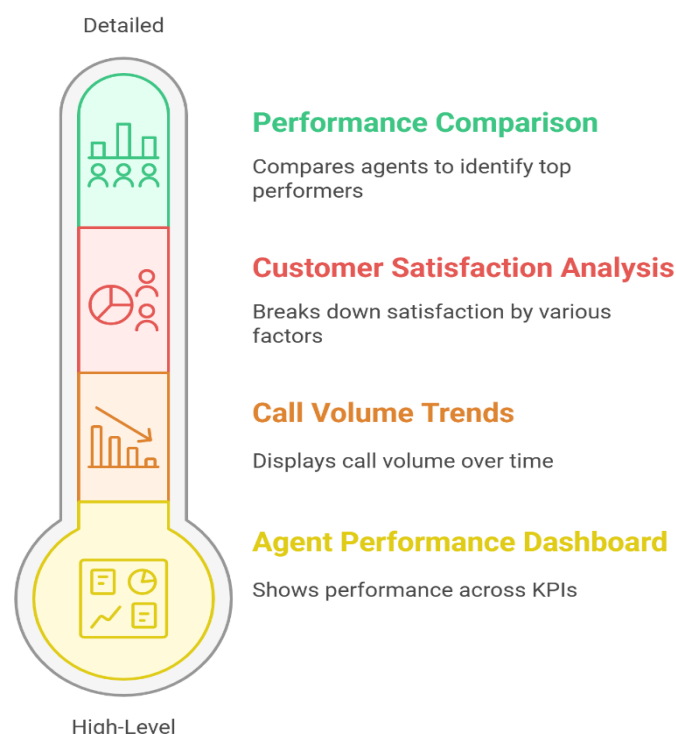 Detailed
Performance Comparison
Compares agents to identify top
performers
Customer Satisfaction Analysis
Breaks down satisfaction by various
factors
Call Volume Trends
Displays call volume over time
Agent Performance Dashboard
Shows performance across KPIs
High-Level